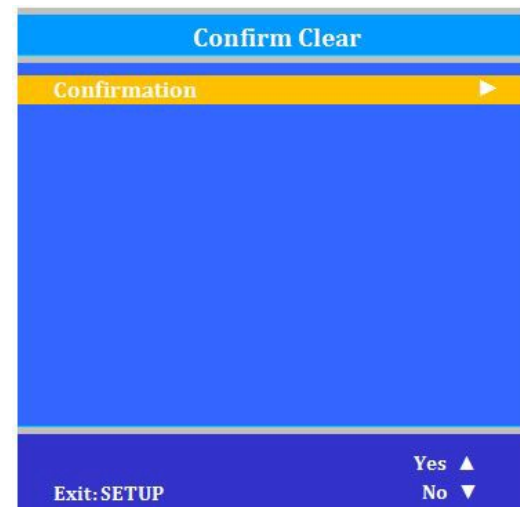 Confirm Clear
Confirmation ►
Yes ▲
Exit: SETUP No ▼